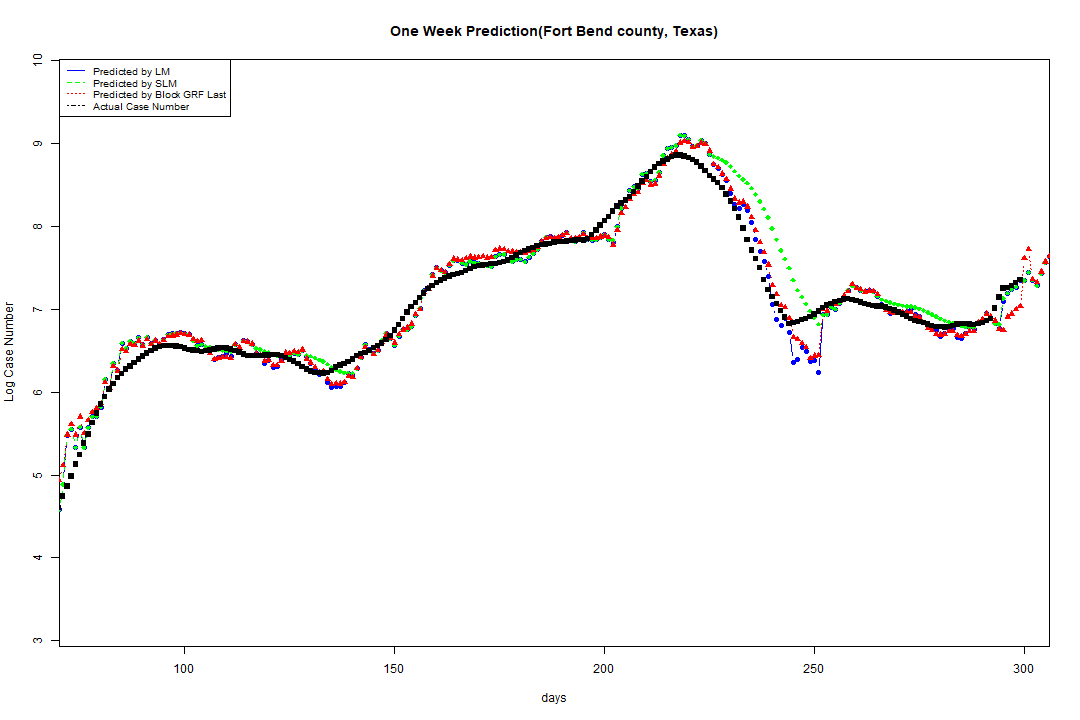 One Week Prediction(Fort Bend county, Texas)
Predicted by LM
Predicted by SLM
Predicted by Block GRF Last
Actual Case Number
10
9
8
7
6
5
4
3
Log Case Number
100 150 200 250 300
days